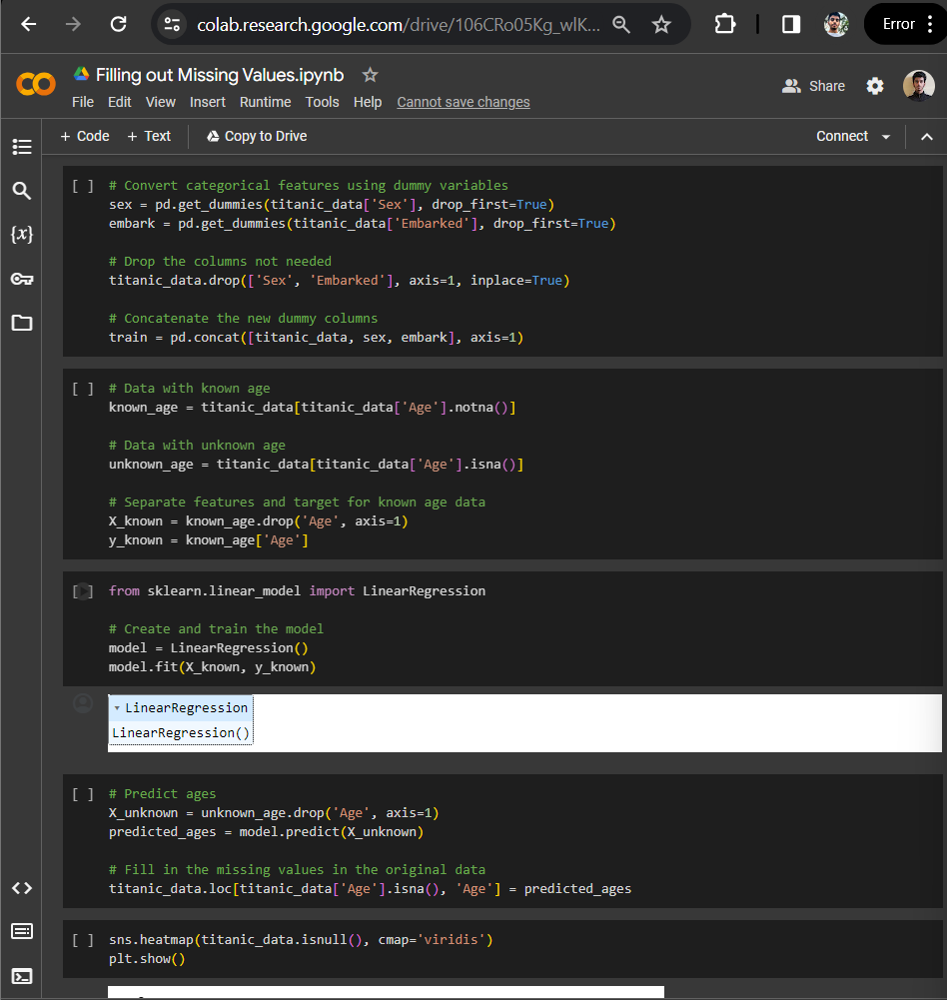 colab.research.google.com/drive/106CRo05Kg_wlK...
Error
Filling out Missing Values.ipynb
File Edit View Insert Runtime Tools Help Cannot save changes
Share
+ Code + Text Copy to Drive
Connect
{x}
[ ] # Convert categorical features using dummy variables
sex = pd.get_dummies(titanic_data['Sex'], drop_first=True)
embark = pd.get_dummies(titanic_data['Embarked'], drop_first=True)
# Drop the columns not needed
titanic_data.drop(['Sex', 'Embarked'], axis=1, inplace=True)
# Concatenate the new dummy columns
train = pd.concat([titanic_data, sex, embark], axis=1)
[ ] # Data with known age
known_age = titanic_data[titanic_data['Age'].notna()]
# Data with unknown age
unknown_age = titanic_data[titanic_data['Age'].isna()]
# Separate features and target for known age data
X_known = known_age.drop('Age', axis=1)
y_known = known_age['Age']
[ ] from sklearn.linear_model import LinearRegression
# Create and train the model
model = LinearRegression()
model.fit(X_known, y_known)
▾ LinearRegression
LinearRegression()
[ ] # Predict ages
X_unknown = unknown_age.drop('Age', axis=1)
predicted_ages = model.predict(X_unknown)
# Fill in the missing values in the original data
titanic_data.loc[titanic_data['Age'].isna(), 'Age'] = predicted_ages
[ ] sns.heatmap(titanic_data.isnull(), cmap='viridis')
plt.show()